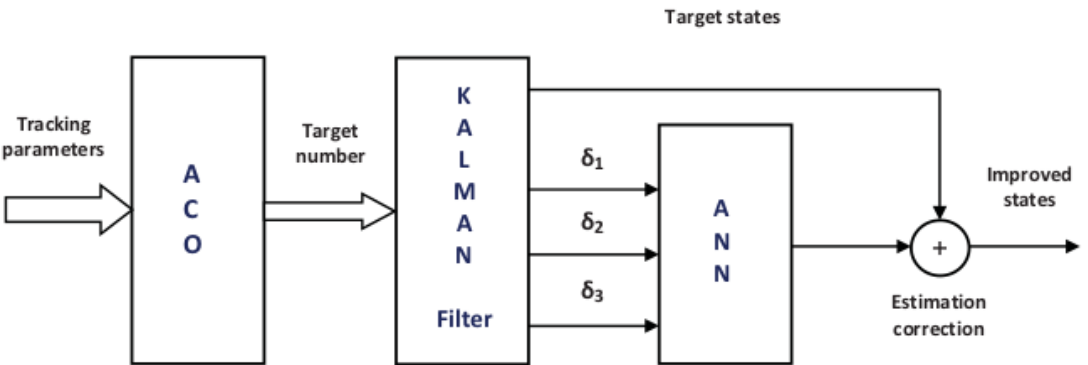 Target states
Tracking
parameters
A
C
O
Target
number
K
A
L
M
A
N
Filter
δ1
δ2
δ3
A
N
N
+
Improved
states
Estimation
correction